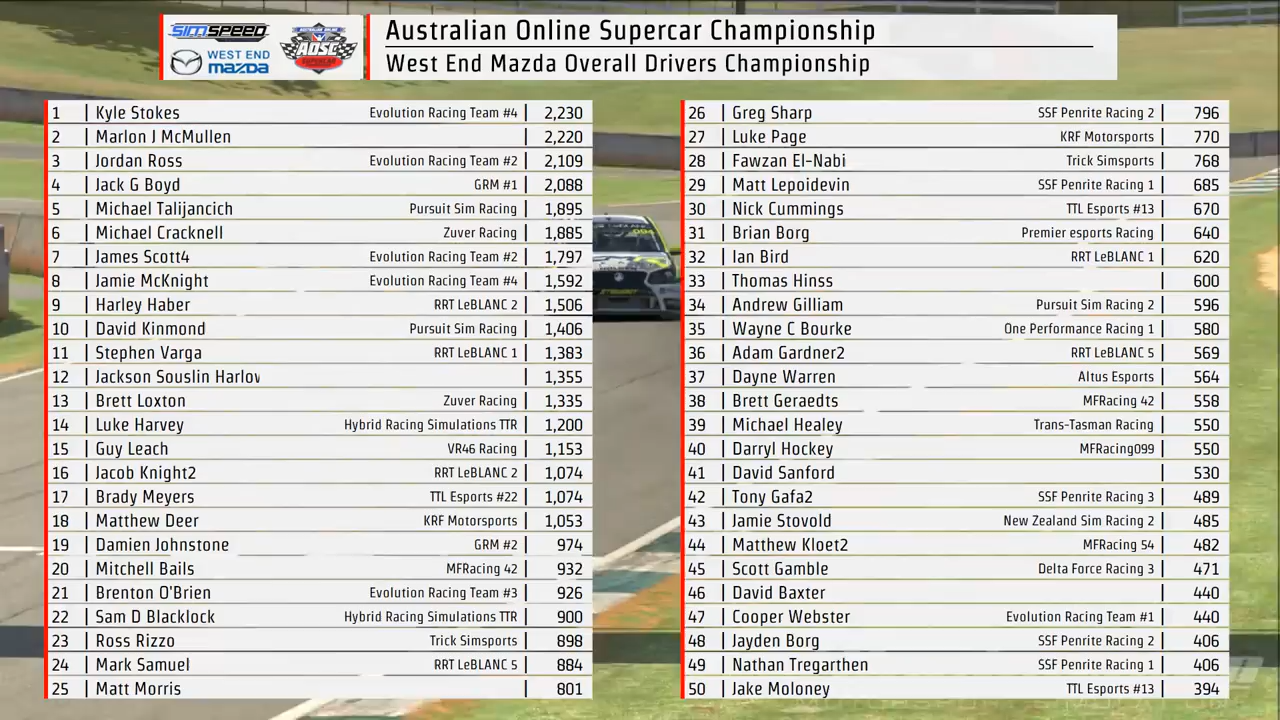 SIMSPEED
WEST END
mazda
AOSC
Australian Online Supercar Championship
West End Mazda Overall Drivers Championship
1 Kyle Stokes Evolution Racing Team #4 2,230
2 Marlon J McMullen 2,220
3 Jordan Ross Evolution Racing Team #2 2,109
4 Jack G Boyd GRM #1 2,088
5 Michael Talijancich Pursuit Sim Racing 1,895
6 Michael Cracknell Zuver Racing 1,885
7 James Scott4 Evolution Racing Team #2 1,797
8 Jamie McKnight Evolution Racing Team #4 1,592
9 Harley Haber RRT LeBLANC 2 1,506
10 David Kinmond Pursuit Sim Racing 1,406
11 Stephen Varga RRT LeBLANC 1 1,383
12 Jackson Souslin Harlov 1,355
13 Brett Loxton Zuver Racing 1,335
14 Luke Harvey Hybrid Racing Simulations TTR 1,200
15 Guy Leach VR46 Racing 1,153
16 Jacob Knight2 RRT LeBLANC 2 1,074
17 Brady Meyers TTL Esports #22 1,074
18 Matthew Deer KRF Motorsports 1,053
19 Damien Johnstone GRM #2 974
20 Mitchell Bails MFRacing 42 932
21 Brenton O'Brien Evolution Racing Team #3 926
22 Sam D Blacklock Hybrid Racing Simulations TTR 900
23 Ross Rizzo Trick Simsports 898
24 Mark Samuel RRT LeBLANC 5 884
25 Matt Morris 801
26 Greg Sharp SSF Penrite Racing 2 796
27 Luke Page KRF Motorsports 770
28 Fawzan El-Nabi Trick Simsports 768
29 Matt Lepoidevin SSF Penrite Racing 1 685
30 Nick Cummings TTL Esports #13 670
31 Brian Borg Premier esports Racing 640
32 Ian Bird RRT LeBLANC 1 620
33 Thomas Hinss 600
34 Andrew Gilliam Pursuit Sim Racing 2 596
35 Wayne C Bourke One Performance Racing 1 580
36 Adam Gardner2 RRT LeBLANC 5 569
37 Dayne Warren Altus Esports 564
38 Brett Geraedts MFRacing 42 558
39 Michael Healey Trans-Tasman Racing 550
40 Darryl Hockey MFRacing099 550
41 David Sanford 530
42 Tony Gafa2 SSF Penrite Racing 3 489
43 Jamie Stovold New Zealand Sim Racing 2 485
44 Matthew Kloet2 MFRacing 54 482
45 Scott Gamble Delta Force Racing 3 471
46 David Baxter 440
47 Cooper Webster Evolution Racing Team #1 440
48 Jayden Borg SSF Penrite Racing 2 406
49 Nathan Tregarthen SSF Penrite Racing 1 406
50 Jake Moloney TTL Esports #13 394